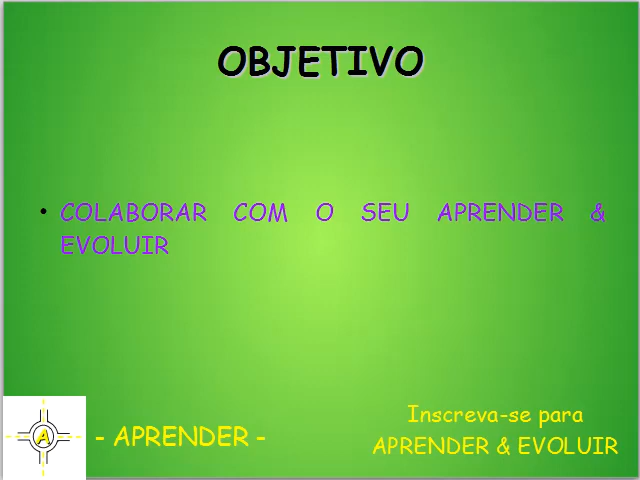 OBJETIVO
• COLABORAR COM O SEU APRENDER &
EVOLUIR
A
- APRENDER -
Inscreva-se para
APRENDER & EVOLUIR